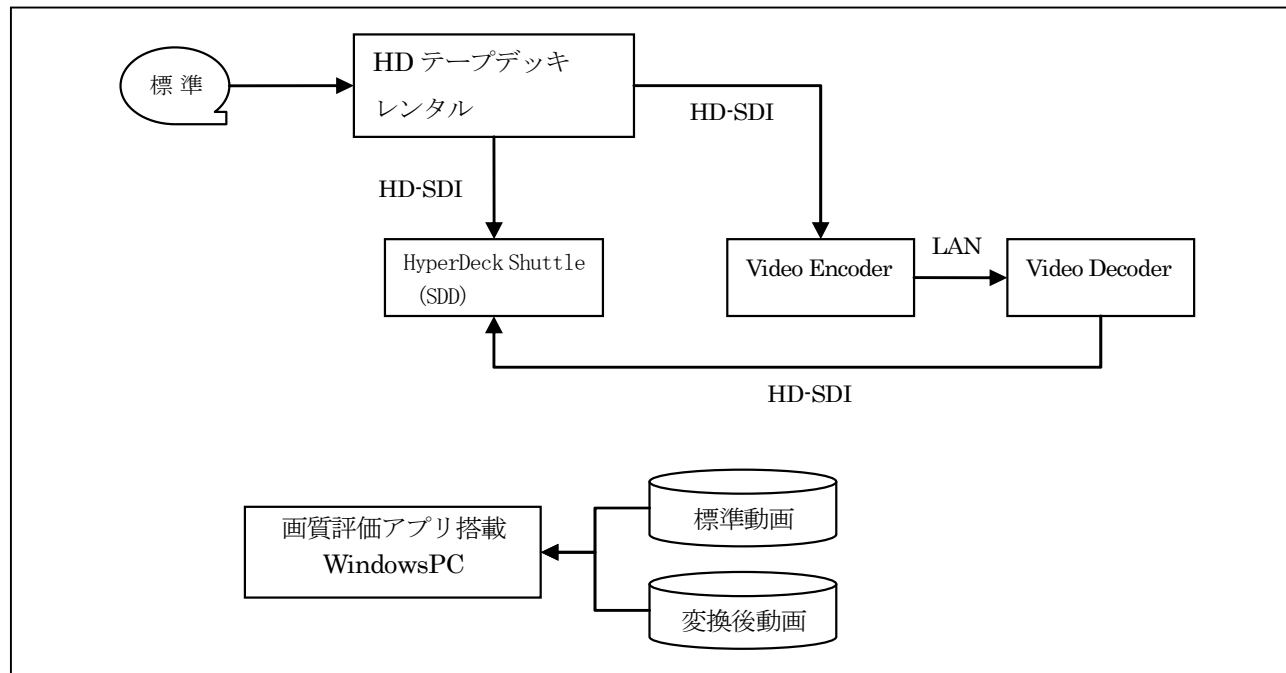 標準
HD テープデッキ
レンタル
HD-SDI
HD-SDI
HyperDeck Shuttle
(SDD)
Video Encoder
LAN
Video Decoder
HD-SDI
画質評価アプリ搭載
WindowsPC
標準動画
変換後動画